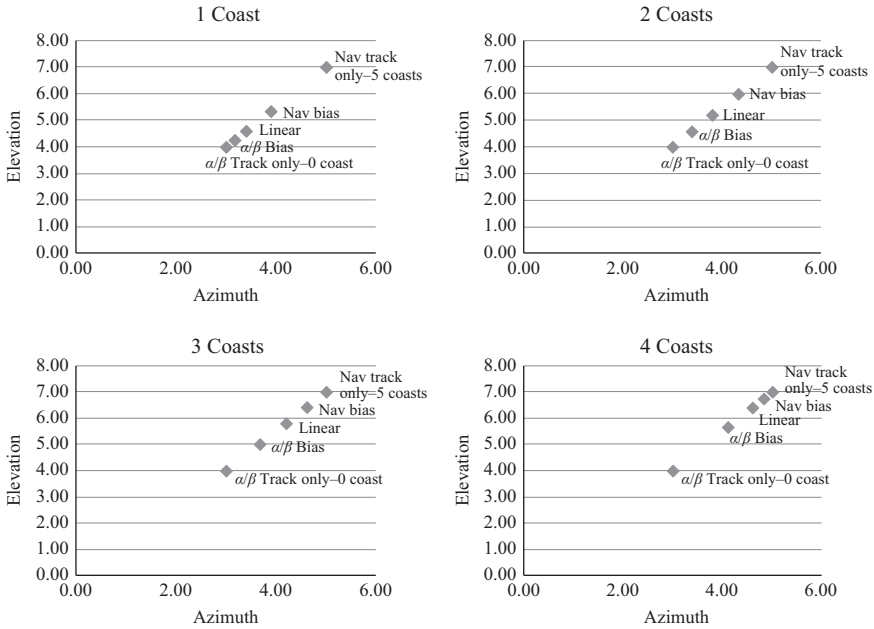 1 Coast
8.00
7.00
6.00
5.00
4.00
3.00
2.00
1.00
0.00
Elevation
Nav track
only–5 coasts
Nav bias
Linear
α/β Bias
α/β Track only–0 coast
0.00 2.00 4.00 6.00
Azimuth
2 Coasts
8.00
7.00
6.00
5.00
4.00
3.00
2.00
1.00
0.00
Elevation
Nav track
only–5 coasts
Nav bias
Linear
α/β Bias
α/β Track only–0 coast
0.00 2.00 4.00 6.00
Azimuth
3 Coasts
8.00
7.00
6.00
5.00
4.00
3.00
2.00
1.00
0.00
Elevation
Nav track
only–5 coasts
Nav bias
Linear
α/β Bias
α/β Track only–0 coast
0.00 2.00 4.00 6.00
Azimuth
4 Coasts
8.00
7.00
6.00
5.00
4.00
3.00
2.00
1.00
0.00
Elevation
Nav track
only–5 coasts
Nav bias
Linear
α/β Bias
α/β Track only–0 coast
0.00 2.00 4.00 6.00
Azimuth